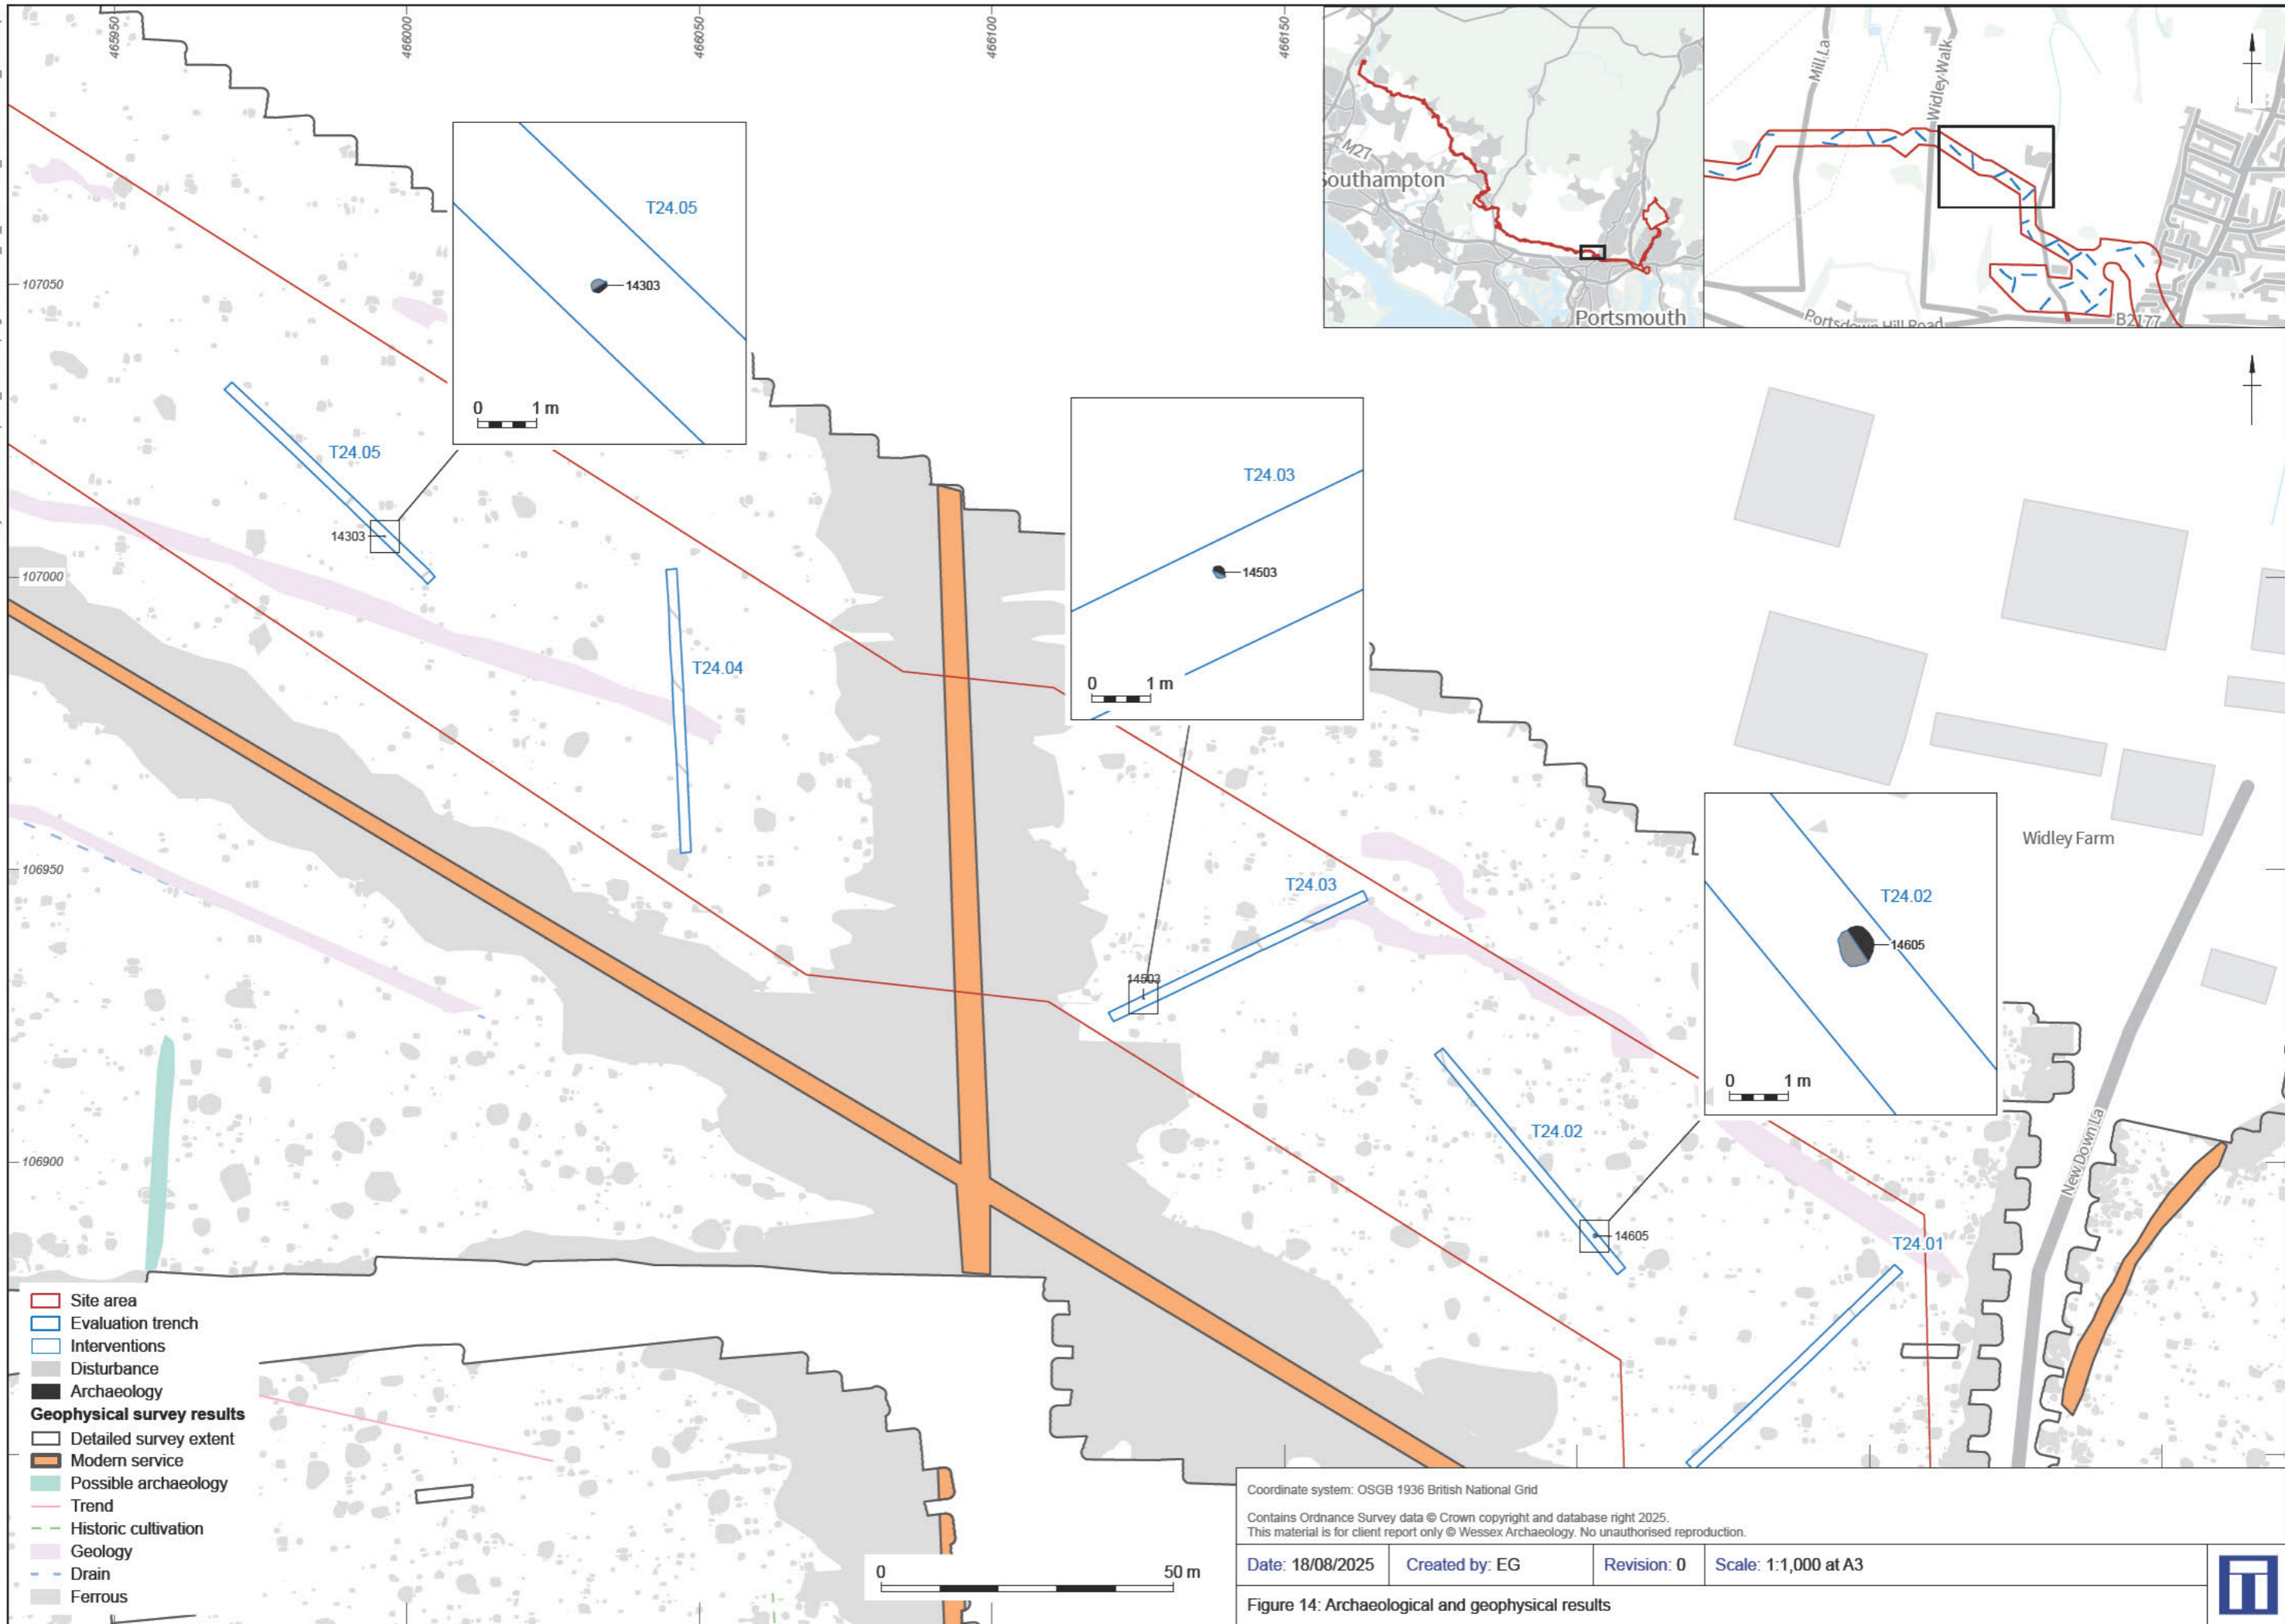 465950
466000
466050
466100
466150
107050
107000
106950
106900
M27
Southampton
Portsmouth
Mill La
Widley Walk
Portsdown Hill Road
B2177
T24.05
14303
0 1 m
T24.05
14303
T24.04
T24.03
14503
0 1 m
T24.03
14503
T24.02
14605
0 1 m
T24.02
14605
T24.01
Widley Farm
New Down La
Site area
Evaluation trench
Interventions
Disturbance
Archaeology
Geophysical survey results
Detailed survey extent
Modern service
Possible archaeology
Trend
Historic cultivation
Geology
Drain
Ferrous
0 50 m
Coordinate system: OSGB 1936 British National Grid
Contains Ordnance Survey data © Crown copyright and database right 2025.
This material is for client report only © Wessex Archaeology. No unauthorised reproduction.
Date: 18/08/2025 Created by: EG Revision: 0 Scale: 1:1,000 at A3
Figure 14: Archaeological and geophysical results